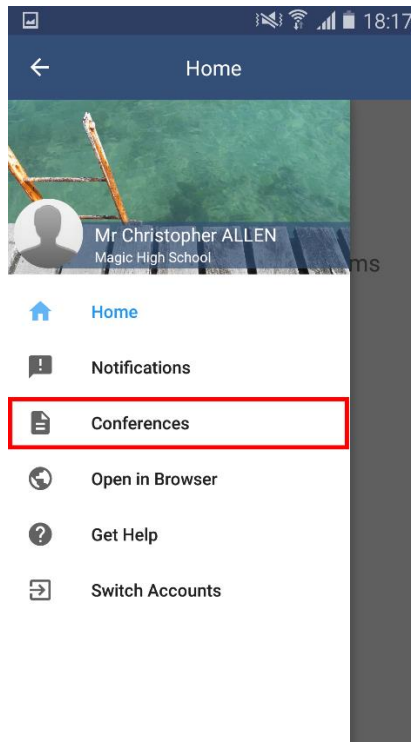 18:17
Home
Mr Christopher ALLEN
Magic High School
ms
Home
Notifications
Conferences
Open in Browser
Get Help
Switch Accounts